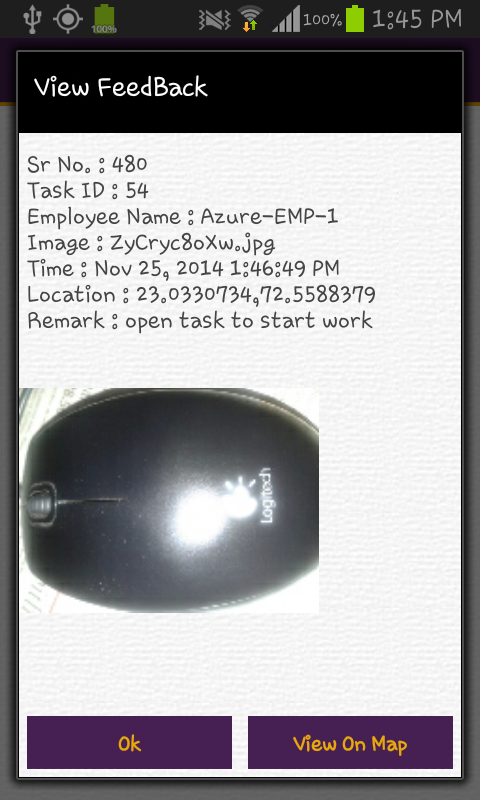 100%
100% 1:45 PM
View FeedBack
Sr No. : 480
Task ID : 54
Employee Name : Azure-EMP-1
Image : ZyCryc8oXw.jpg
Time : Nov 25, 2014 1:46:49 PM
Location : 23.0330734,72.5588379
Remark : open task to start work
Logitech
Ok
View On Map